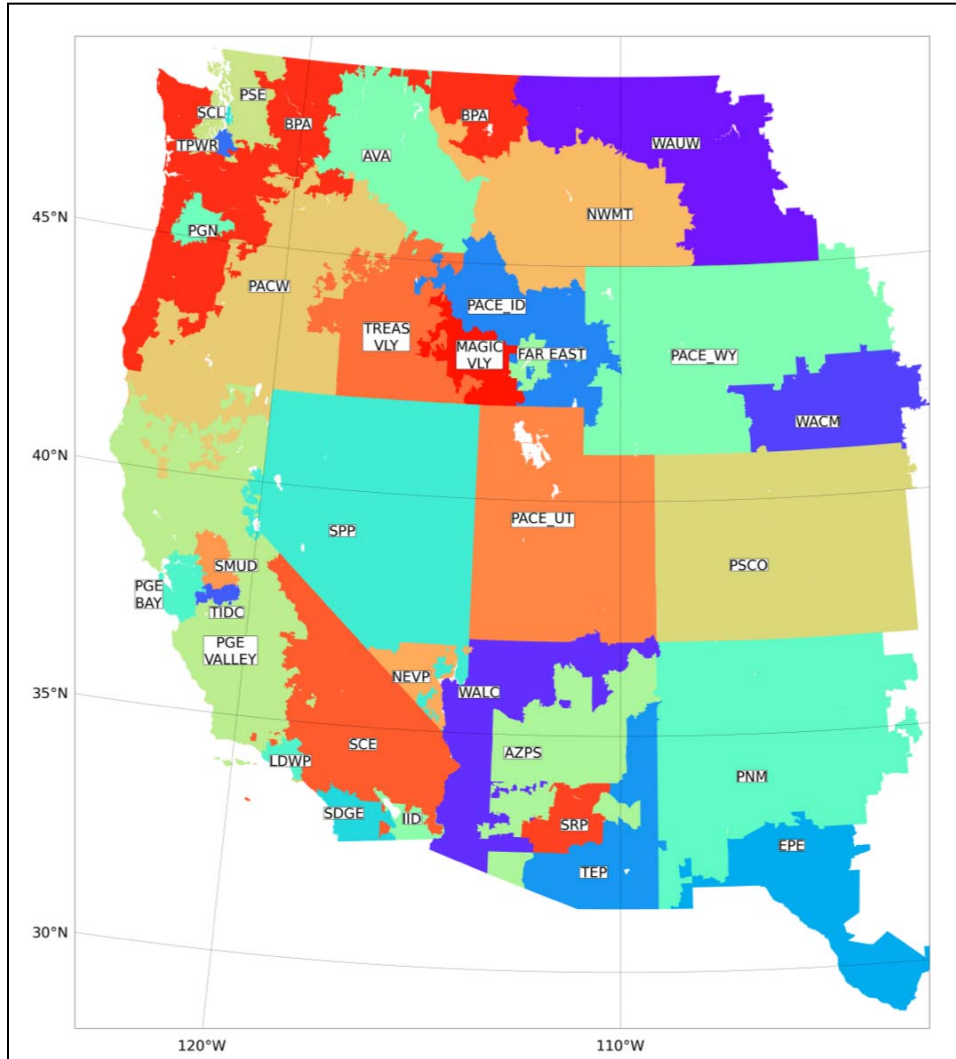 PSE
SCL
BPA
BPA
TPWR
AVA
WAUW
45°N
PGN
NWMT
PACW
PACE_ID
TREAS
VLY
MAGIC
VLY
FAR EAST
PACE_WY
WACM
40°N
SPP
PACE_UT
PSCO
SMUD
PGE
BAY
TIDC
PGE
VALLEY
NEVP
WALC
35°N
SCE
AZPS
LDWP
PNM
SDGE
IID
SRP
EPE
TEP
30°N
120°W
110°W